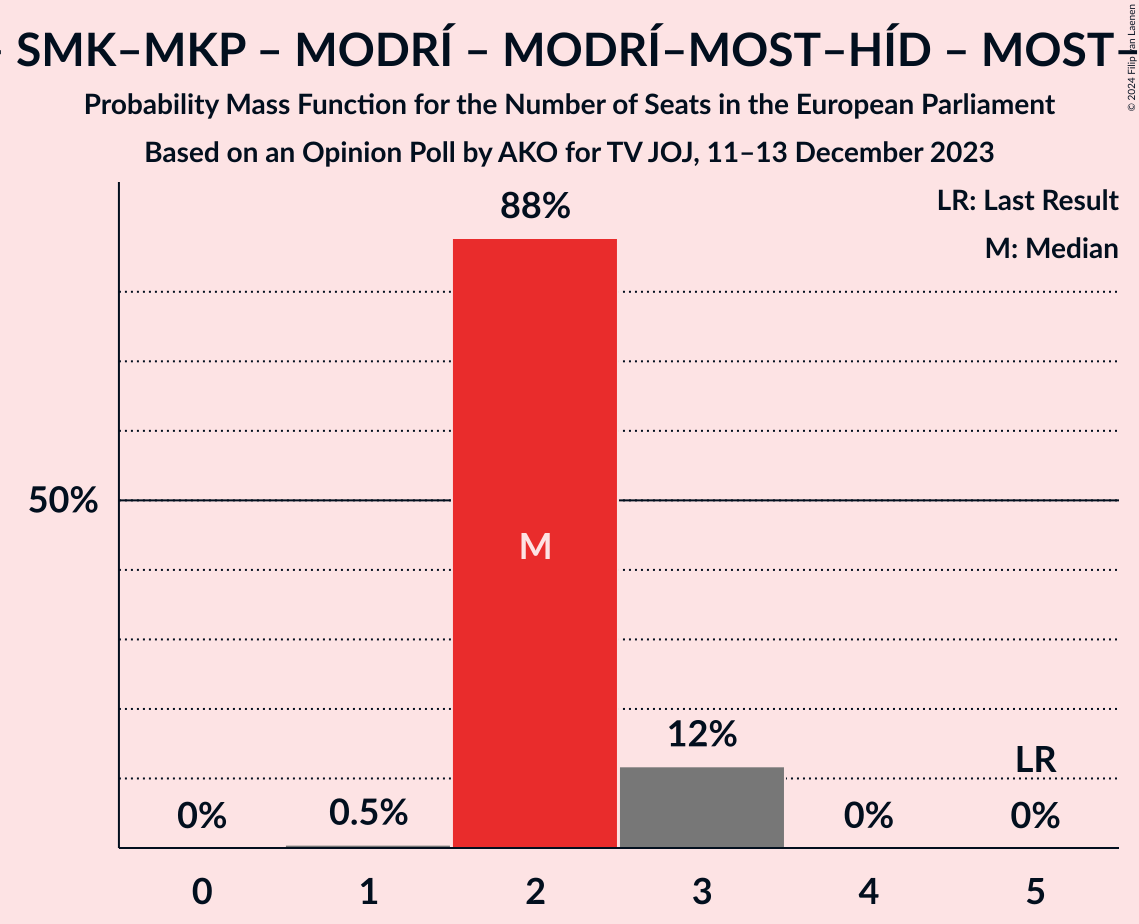 – SMK–MKP – MODRÍ – MODRÍ–MOST–HÍD – MOST–
Probability Mass Function for the Number of Seats in the European Parliament
Based on an Opinion Poll by AKO for TV JOJ, 11–13 December 2023
© 2024 Filip van Laenen
LR: Last Result
M: Median
88%
50%
M
12%
LR
0%
0.5%
0%
0%
0 1 2 3 4 5